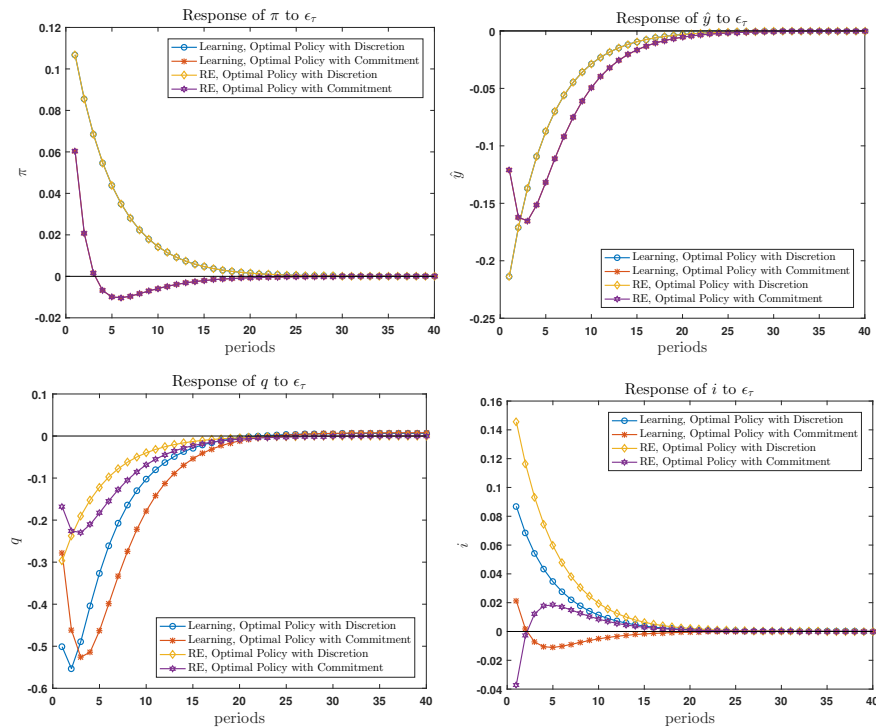 Response of π to ϵτ
Learning, Optimal Policy with Discretion
Learning, Optimal Policy with Commitment
RE, Optimal Policy with Discretion
RE, Optimal Policy with Commitment
0.12
0.1
0.08
0.06
0.04
0.02
0
-0.02
π
0 5 10 15 20 25 30 35 40
periods
Response of ŷ to ϵτ
0
-0.05
-0.1
-0.15
-0.2
-0.25
ŷ
Learning, Optimal Policy with Discretion
Learning, Optimal Policy with Commitment
RE, Optimal Policy with Discretion
RE, Optimal Policy with Commitment
0 5 10 15 20 25 30 35 40
periods
Response of q to ϵτ
0.1
0
-0.1
-0.2
-0.3
-0.4
-0.5
-0.6
q
Learning, Optimal Policy with Discretion
Learning, Optimal Policy with Commitment
RE, Optimal Policy with Discretion
RE, Optimal Policy with Commitment
0 5 10 15 20 25 30 35 40
periods
Response of i to ϵτ
Learning, Optimal Policy with Discretion
Learning, Optimal Policy with Commitment
RE, Optimal Policy with Discretion
RE, Optimal Policy with Commitment
0.16
0.14
0.12
0.1
0.08
0.06
0.04
0.02
0
-0.02
-0.04
i
0 5 10 15 20 25 30 35 40
periods